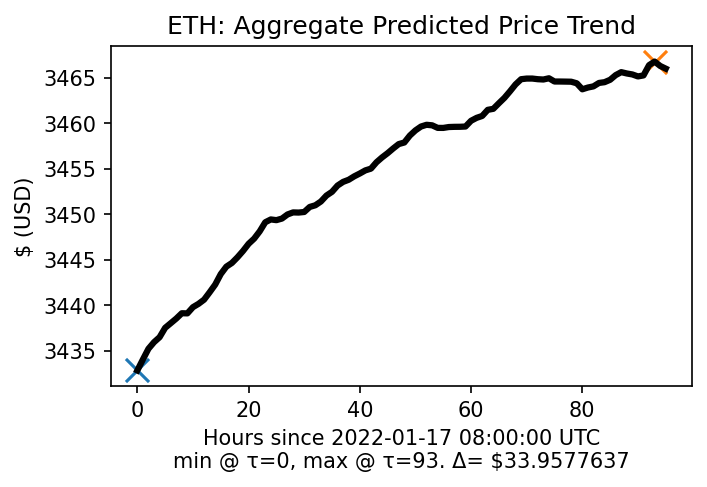 ETH: Aggregate Predicted Price Trend
$ (USD)
3465
3460
3455
3450
3445
3440
3435
0 20 40 60 80
Hours since 2022-01-17 08:00:00 UTC
min @ τ=0, max @ τ=93. Δ= $33.9577637